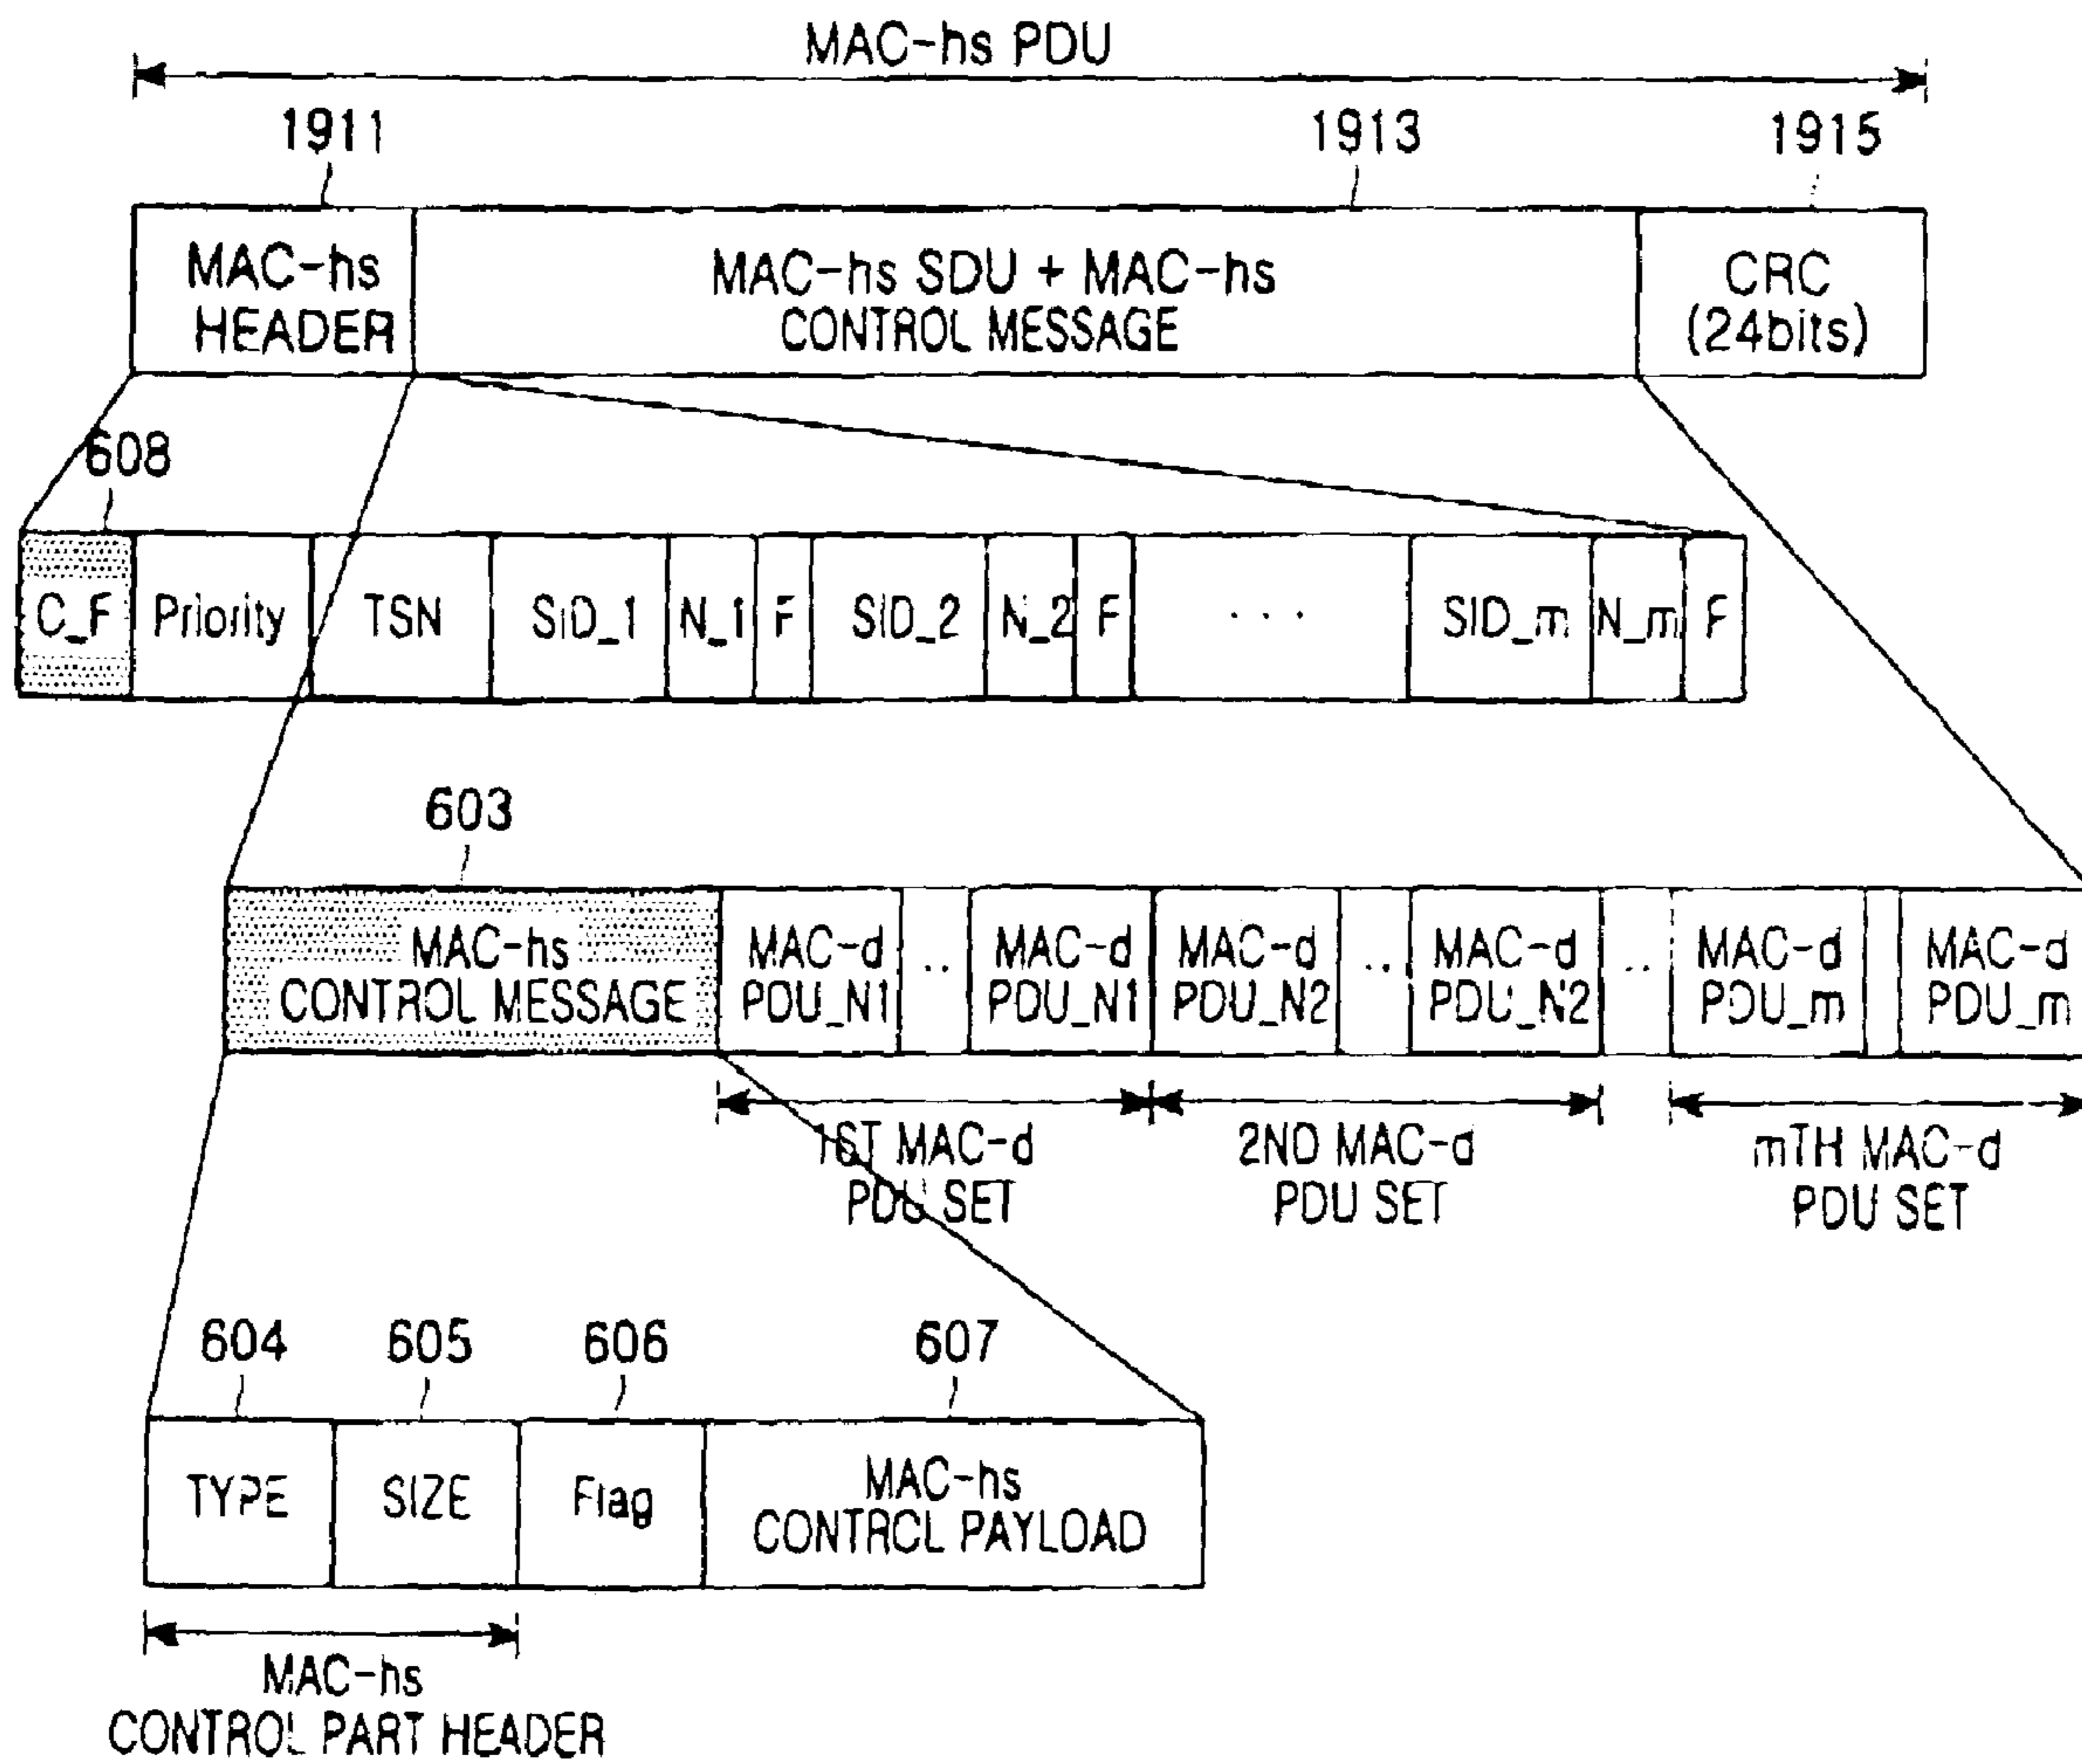 MAC-hs PDU
1911
1913
1915
MAC-hs
HEADER
MAC-hs SDU + MAC-hs
CONTROL MESSAGE
CRC
(24bits)
608
C_F
Priority
TSN
SID_1
N_1
F
SID_2
N_2
F
...
SID_m
N_m
F
603
MAC-hs
CONTROL MESSAGE
MAC-d
PDU_N1
..
MAC-d
PDU_N1
MAC-d
PDU_N2
..
MAC-d
PDU_N2
..
MAC-d
PDU_m
MAC-d
PDU_m
1ST MAC-d
PDU SET
2ND MAC-d
PDU SET
mTH MAC-d
PDU SET
604
605
606
607
TYPE
SIZE
Flag
MAC-hs
CONTROL PAYLOAD
MAC-hs
CONTROL PART HEADER